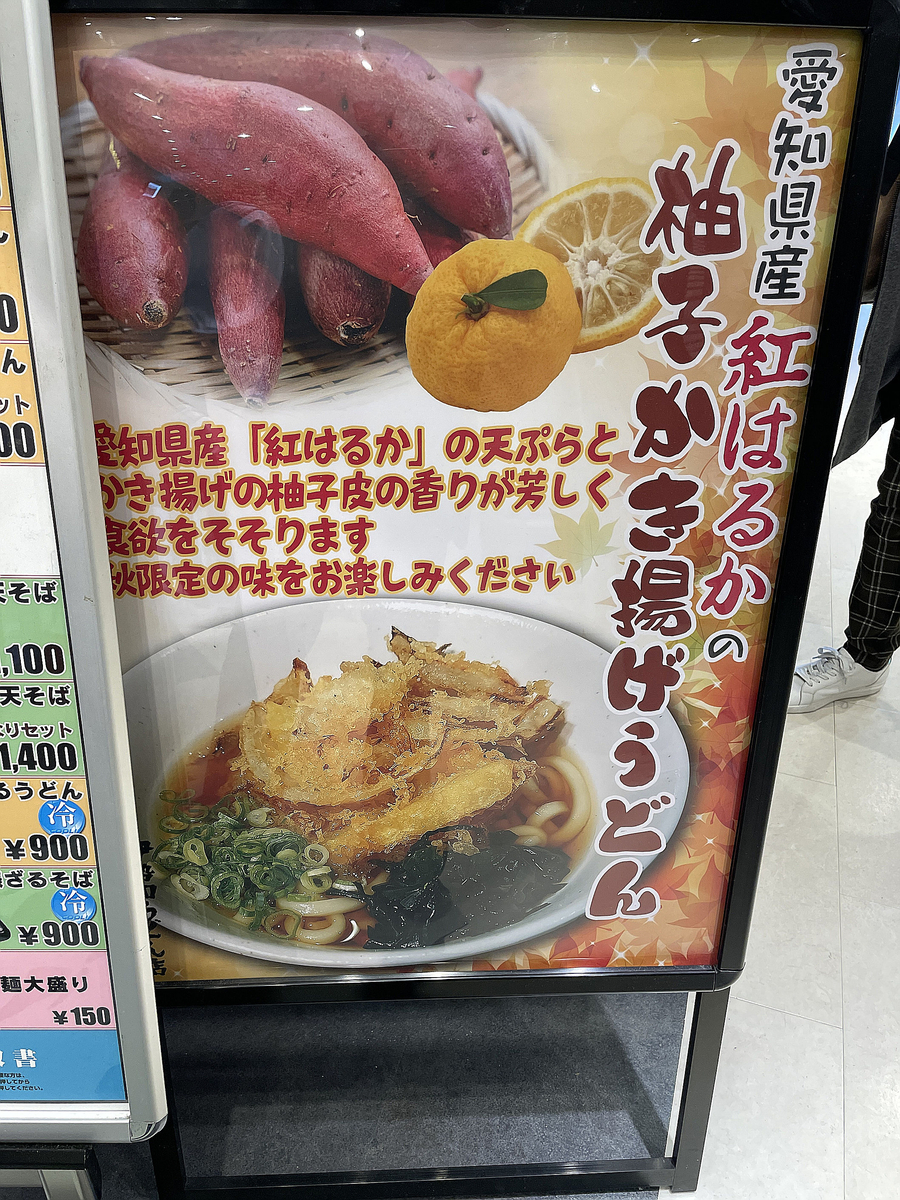 愛知県産
紅はるかの
柚子かき揚げうどん
愛知県産「紅はるか」の天ぷらと
かき揚げの柚子皮の香りが芳しく
食欲をそそります
秋限定の味をお楽しみください
ん
ット
00
天そば
,100
天そば
セット
1,400
るうどん
冷
¥900
ざるそば
冷
¥900
麺大盛り
¥150